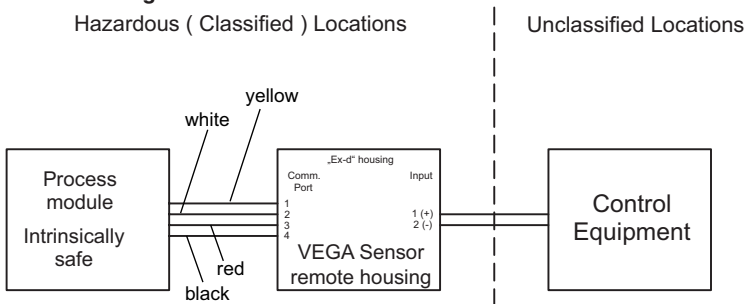 Hazardous ( Classified ) Locations
Unclassified Locations
yellow
white
Process
module
Intrinsically
safe
„Ex-d“ housing
Comm.
Port
Input
1
2
3
4
1 (+)
2 (-)
VEGA Sensor
remote housing
Control
Equipment
red
black